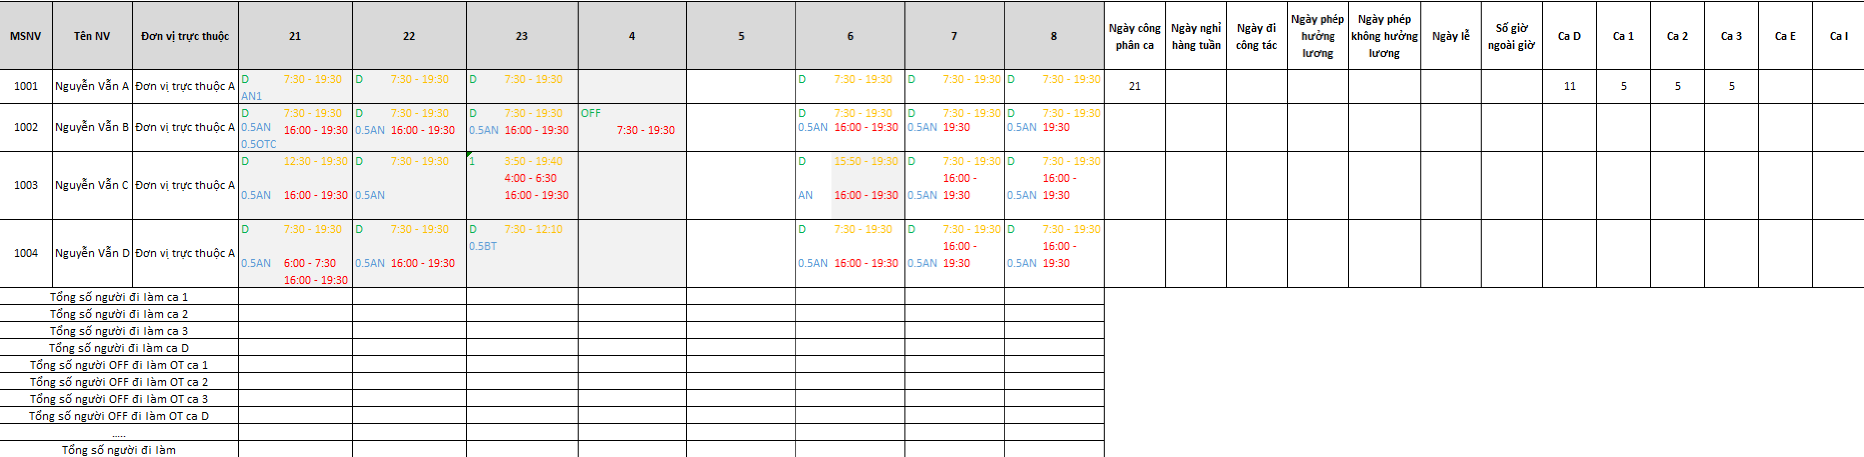 MSNV Tên NV Đơn vị trực thuộc 21 22 23 4 5 6 7 8 Ngày công phân ca Ngày nghỉ hàng tuần Ngày đi công tác Ngày phép hưởng lương Ngày phép không hưởng lương Ngày lễ Số giờ ngoài giờ Ca D Ca 1 Ca 2 Ca 3 Ca E Ca I
1001 Nguyễn Vẫn A Đơn vị trực thuộc A D 7:30 - 19:30 D 7:30 - 19:30 D 7:30 - 19:30 D 7:30 - 19:30 D 7:30 - 19:30 D 7:30 - 19:30 21 11 5 5 5
AN1
1002 Nguyễn Vẫn B Đơn vị trực thuộc A D 7:30 - 19:30 D 7:30 - 19:30 D 7:30 - 19:30 OFF D 7:30 - 19:30 D 7:30 - 19:30 D 7:30 - 19:30
0.5AN 16:00 - 19:30 0.5AN 16:00 - 19:30 0.5AN 16:00 - 19:30 7:30 - 19:30 0.5AN 16:00 - 19:30 0.5AN 19:30 0.5AN 19:30
0.5OTC
1003 Nguyễn Vẫn C Đơn vị trực thuộc A D 12:30 - 19:30 D 7:30 - 19:30 1 3:50 - 19:40 D 15:50 - 19:30 D 7:30 - 19:30 D 7:30 - 19:30
4:00 - 6:30 16:00 - 16:00 -
0.5AN 16:00 - 19:30 0.5AN 16:00 - 19:30 AN 16:00 - 19:30 0.5AN 19:30 0.5AN 19:30
1004 Nguyễn Vẫn D Đơn vị trực thuộc A D 7:30 - 19:30 D 7:30 - 19:30 D 7:30 - 12:10 D 7:30 - 19:30 D 7:30 - 19:30 D 7:30 - 19:30
0.5BT 16:00 - 16:00 -
0.5AN 6:00 - 7:30 0.5AN 16:00 - 19:30 0.5AN 16:00 - 19:30 0.5AN 19:30 0.5AN 19:30
16:00 - 19:30
Tổng số người đi làm ca 1
Tổng số người đi làm ca 2
Tổng số người đi làm ca 3
Tổng số người đi làm ca D
Tổng số người OFF đi làm OT ca 1
Tổng số người OFF đi làm OT ca 2
Tổng số người OFF đi làm OT ca 3
Tổng số người OFF đi làm OT ca D
.....
Tổng số người đi làm